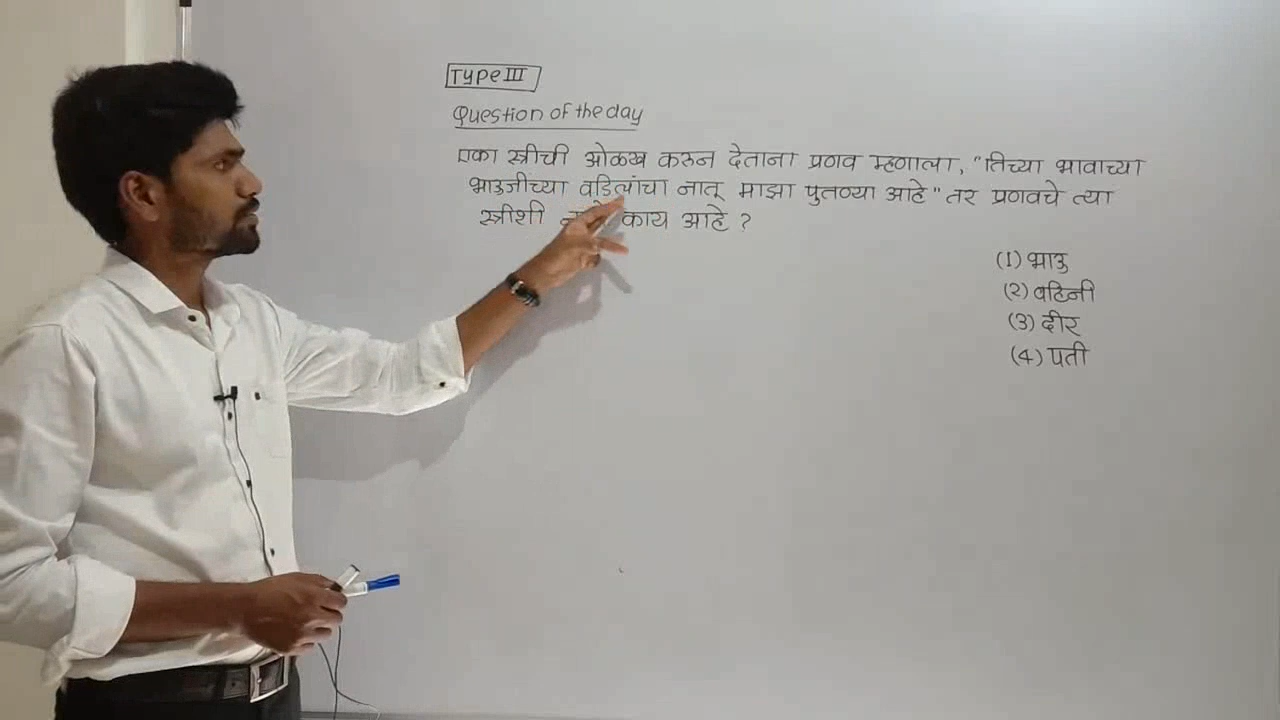 Type III
Question of the day
एका स्त्रीची ओळख करुन देताना प्रणव म्हणाला, "तिच्या भावाच्या
भाऊजींच्या वडिलांचा नातू माझा पुतण्या आहे" तर प्रणवचे त्या
स्त्रीशी काय आहे ?
(1) भाऊ
(2) वहिनी
(3) दीर
(4) पती